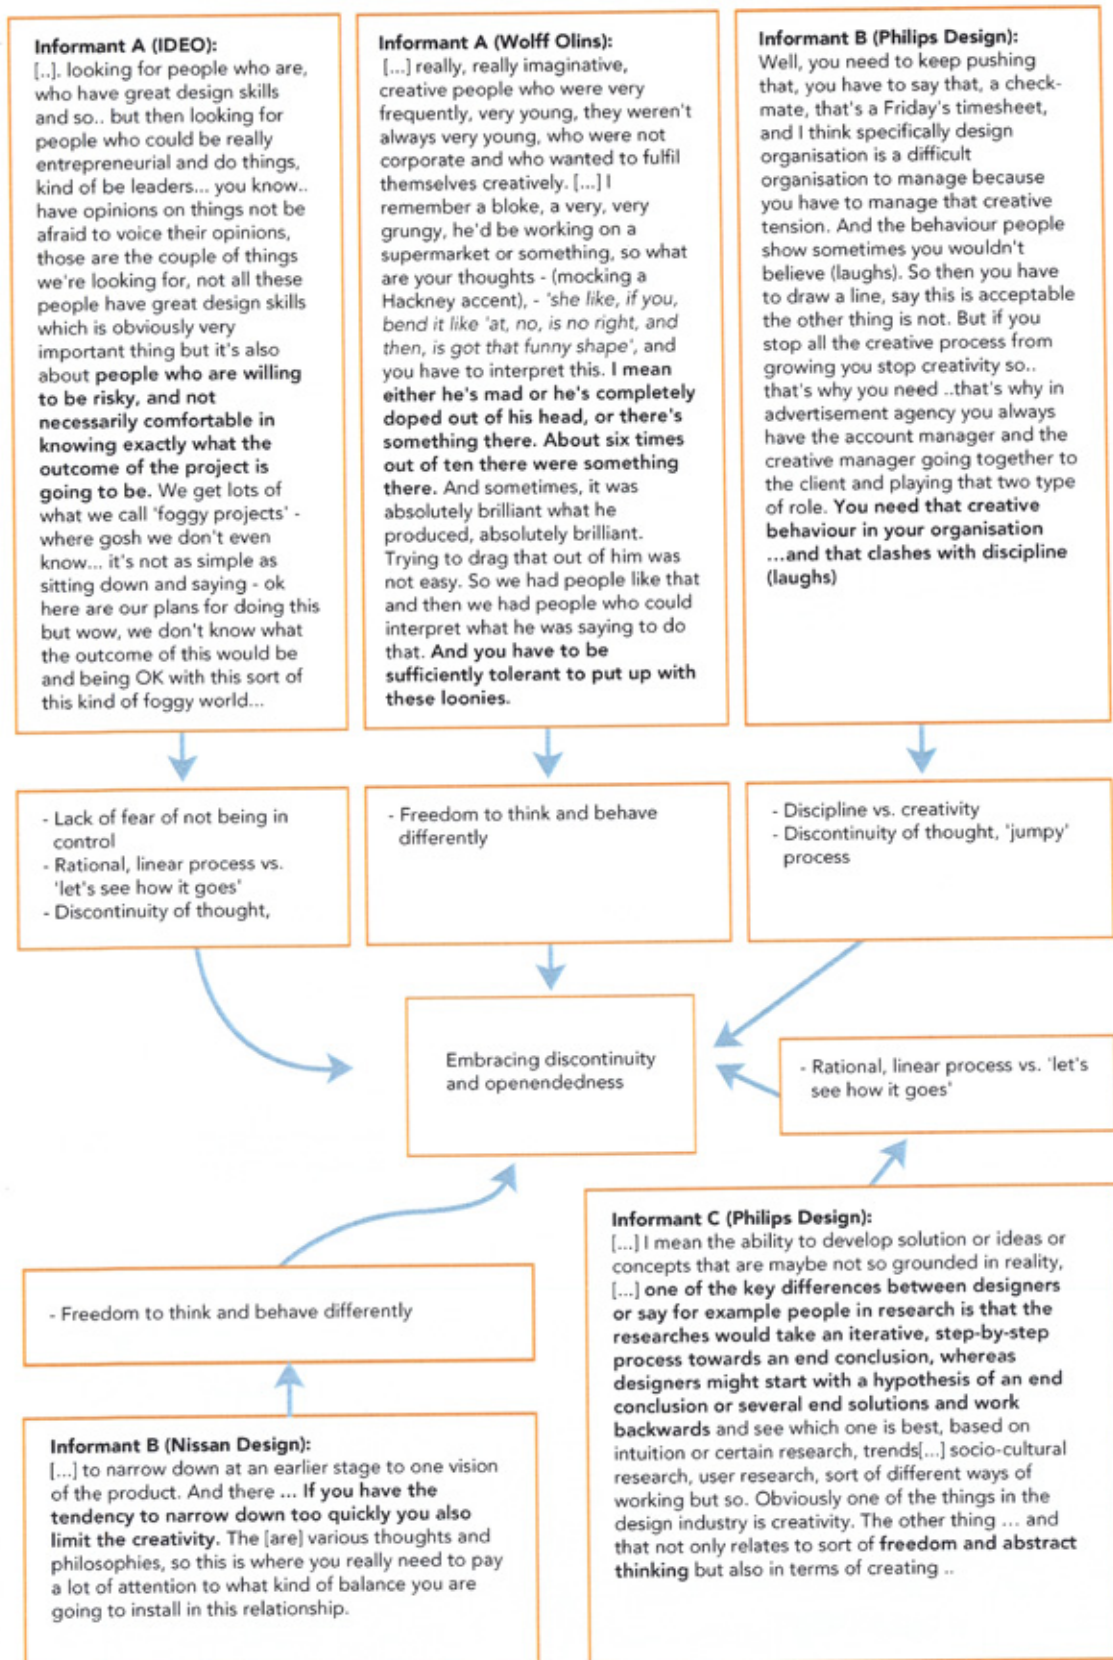 Informant A (IDEO):
[..]. looking for people who are,
who have great design skills
and so.. but then looking for
people who could be really
entrepreneurial and do things,
kind of be leaders... you know..
have opinions on things not be
afraid to voice their opinions,
those are the couple of things
we're looking for, not all these
people have great design skills
which is obviously very
important thing but it's also
about people who are willing
to be risky, and not
necessarily comfortable in
knowing exactly what the
outcome of the project is
going to be. We get lots of
what we call 'foggy projects' -
where gosh we don't even
know... it's not as simple as
sitting down and saying - ok
here are our plans for doing this
but wow, we don't know what
the outcome of this would be
and being OK with this sort of
this kind of foggy world...
Informant A (Wolff Olins):
[...] really, really imaginative,
creative people who were very
frequently, very young, they weren't
always very young, who were not
corporate and who wanted to fulfil
themselves creatively. [...] I
remember a bloke, a very, very
grungy, he'd be working on a
supermarket or something, so what
are your thoughts - (mocking a
Hackney accent), - 'she like, if you,
bend it like 'at, no, is no right, and
then, is got that funny shape', and
you have to interpret this. I mean
either he's mad or he's completely
doped out of his head, or there's
something there. About six times
out of ten there were something
there. And sometimes, it was
absolutely brilliant what he
produced, absolutely brilliant.
Trying to drag that out of him was
not easy. So we had people like that
and then we had people who could
interpret what he was saying to do
that. And you have to be
sufficiently tolerant to put up with
these loonies.
Informant B (Philips Design):
Well, you need to keep pushing
that, you have to say that, a check-
mate, that's a Friday's timesheet,
and I think specifically design
organisation is a difficult
organisation to manage because
you have to manage that creative
tension. And the behaviour people
show sometimes you wouldn't
believe (laughs). So then you have
to draw a line, say this is acceptable
the other thing is not. But if you
stop all the creative process from
growing you stop creativity so..
that's why you need ..that's why in
advertisement agency you always
have the account manager and the
creative manager going together to
the client and playing that two type
of role. You need that creative
behaviour in your organisation
...and that clashes with discipline
(laughs)
- Lack of fear of not being in
control
- Rational, linear process vs.
'let's see how it goes'
- Discontinuity of thought,
- Freedom to think and behave
differently
- Discipline vs. creativity
- Discontinuity of thought, 'jumpy'
process
Embracing discontinuity
and openendedness
- Rational, linear process vs. 'let's
see how it goes'
- Freedom to think and behave differently
Informant B (Nissan Design):
[...] to narrow down at an earlier stage to one vision
of the product. And there ... If you have the
tendency to narrow down too quickly you also
limit the creativity. The [are] various thoughts and
philosophies, so this is where you really need to pay
a lot of attention to what kind of balance you are
going to install in this relationship.
Informant C (Philips Design):
[...] I mean the ability to develop solution or ideas or
concepts that are maybe not so grounded in reality,
[...] one of the key differences between designers
or say for example people in research is that the
researches would take an iterative, step-by-step
process towards an end conclusion, whereas
designers might start with a hypothesis of an end
conclusion or several end solutions and work
backwards and see which one is best, based on
intuition or certain research, trends[...] socio-cultural
research, user research, sort of different ways of
working but so. Obviously one of the things in the
design industry is creativity. The other thing ... and
that not only relates to sort of freedom and abstract
thinking but also in terms of creating ..